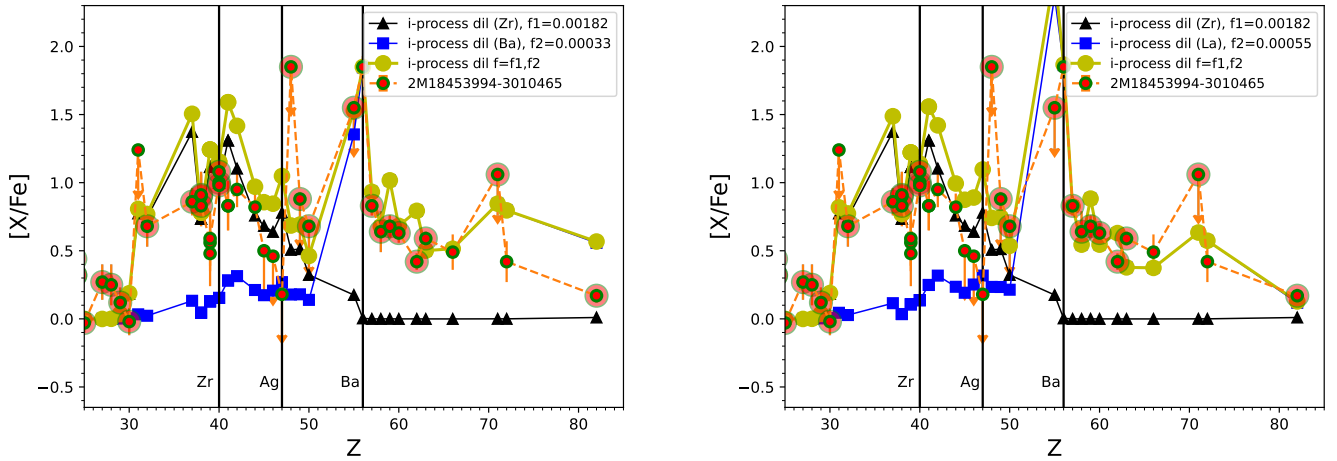 i-process dil (Zr), f1=0.00182
i-process dil (Ba), f2=0.00033
i-process dil f=f1,f2
2M18453994-3010465
2.0
1.5
1.0
0.5
0.0
−0.5
[X/Fe]
Zr
Ag
Ba
30 40 50 60 70 80
Z
i-process dil (Zr), f1=0.00182
i-process dil (La), f2=0.00055
i-process dil f=f1,f2
2M18453994-3010465
2.0
1.5
1.0
0.5
0.0
−0.5
[X/Fe]
Zr
Ag
Ba
30 40 50 60 70 80
Z